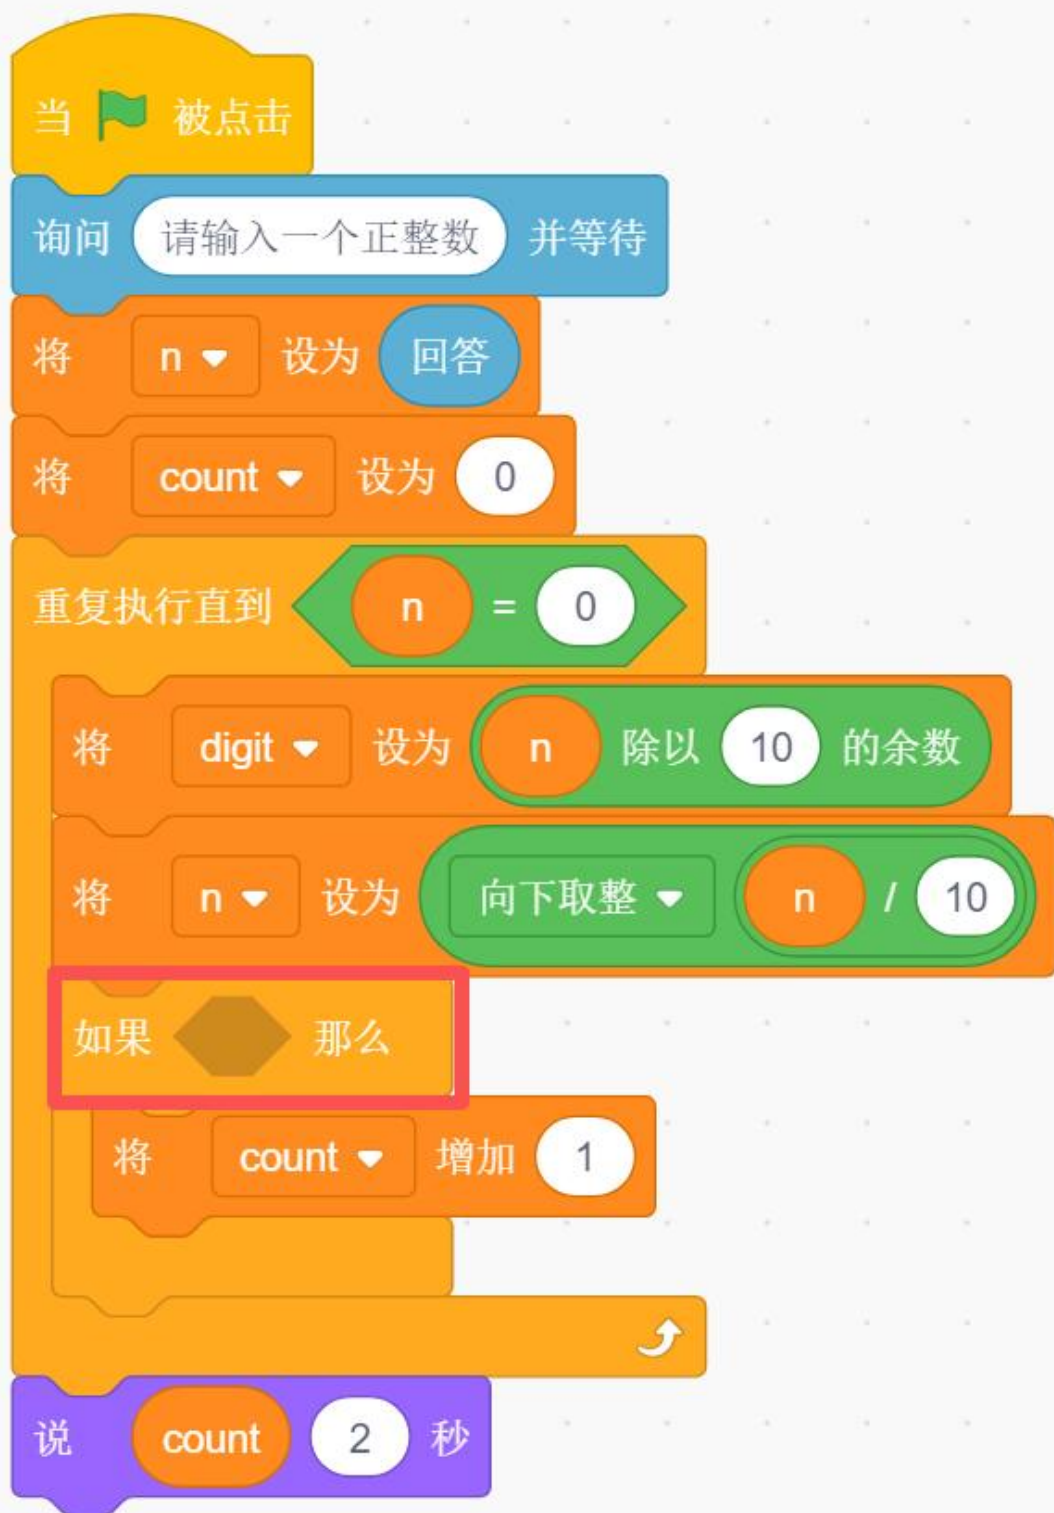 当 被点击
询问 请输入一个正整数 并等待
将 n 设为 回答
将 count 设为 0
重复执行直到 n = 0
将 digit 设为 n 除以 10 的余数
将 n 设为 向下取整 n / 10
如果 那么
将 count 增加 1
说 count 2 秒